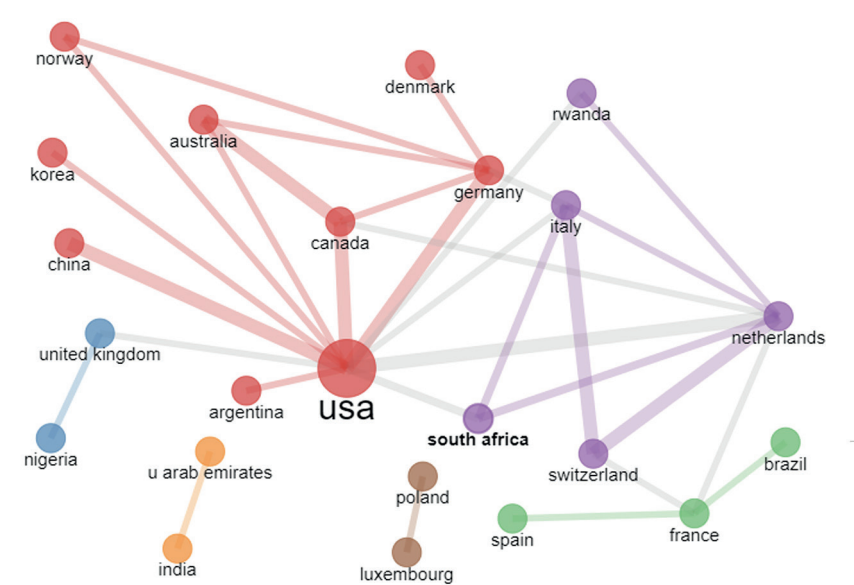 norway
denmark
rwanda
australia
korea
germany
italy
canada
china
netherlands
united kingdom
argentina
usa
south africa
nigeria
u arab emirates
poland
switzerland
brazil
spain
france
india
luxembourg